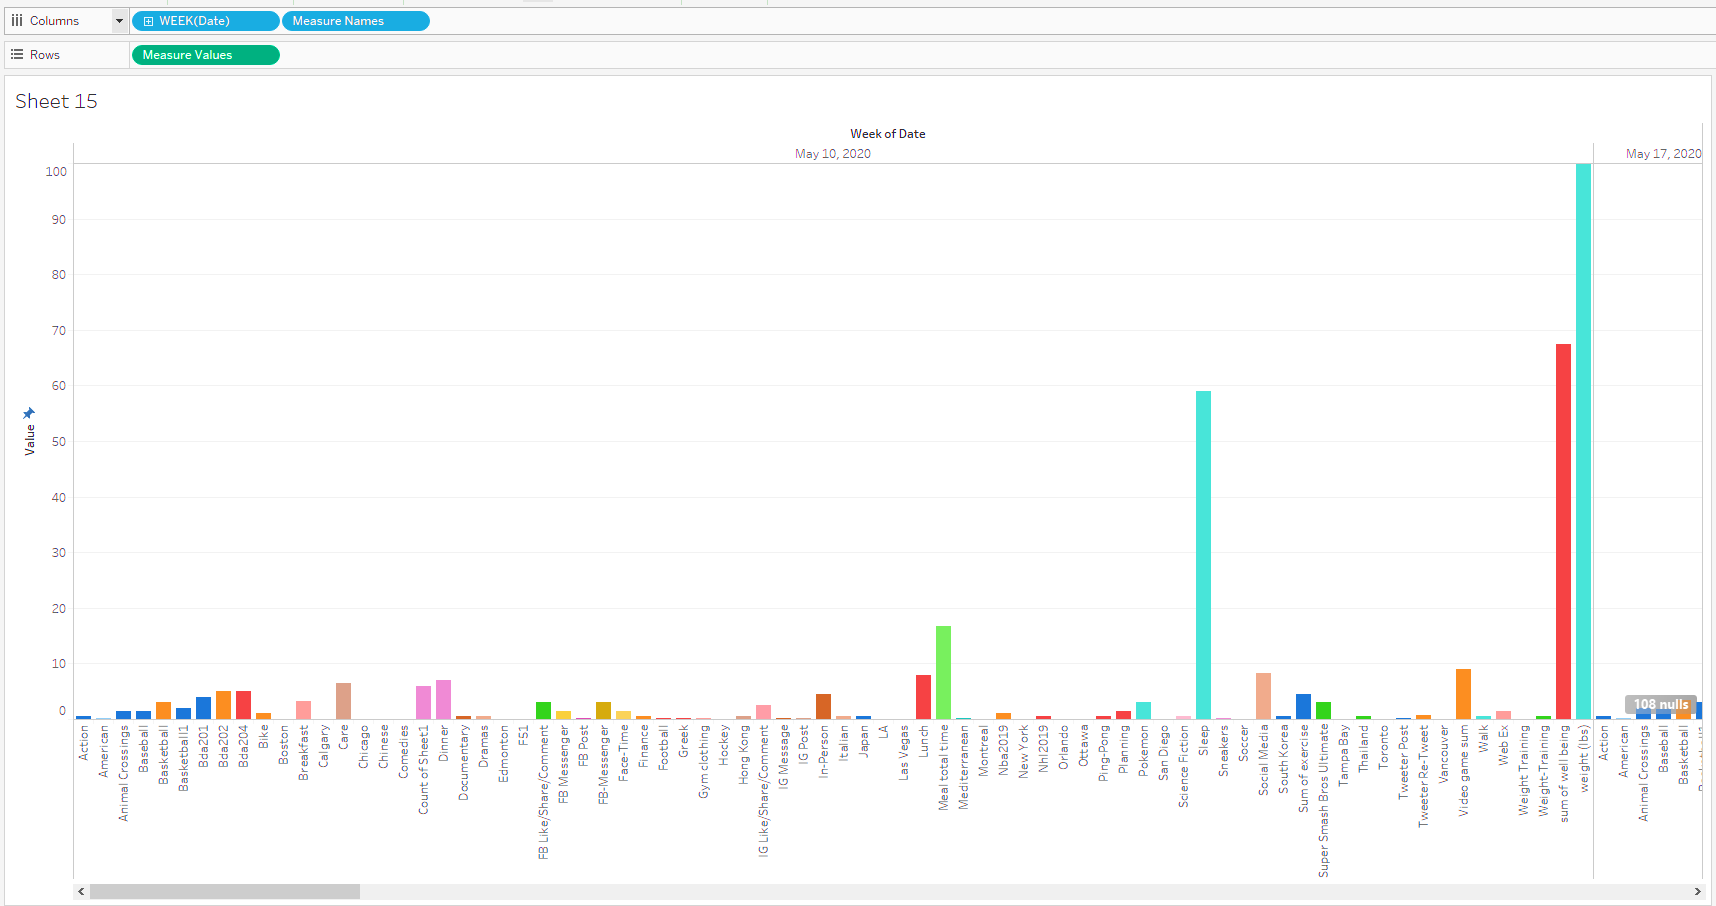 Columns
WEEK(Date)
Measure Names
Rows
Measure Values
Sheet 15
Week of Date
May 10, 2020
May 17, 2020
100
90
80
70
60
50
40
30
20
10
0
Value
108 nulls
Action
American
Animal Crossings
Baseball
Basketball
Basketball1
Bda201
Bda202
Bda204
Bike
Boston
Breakfast
Calgary
Care
Chicago
Chinese
Comedies
Count of Sheet1
Dinner
Documentary
Dramas
Edmonton
FS1
FB Like/Share/Comment
FB Messenger
FB Post
FB-Messenger
Face-Time
Finance
Football
Greek
Gym clothing
Hockey
Hong Kong
IG Like/Share/Comment
IG Message
IG Post
In-Person
Italian
Japan
LA
Las Vegas
Lunch
Meal total time
Mediterranean
Montreal
Nba2019
New York
Nhl2019
Orlando
Ottawa
Ping-Pong
Planning
Pokemon
San Diego
Science Fiction
Sleep
Sneakers
Soccer
Social Media
South Korea
Sum of exercise
Super Smash Bros Ultimate
Tampa Bay
Thailand
Toronto
Tweeter Post
Tweeter Re-Tweet
Vancouver
Video game sum
Walk
Web Ex
Weight Training
Weight-Training
sum of well being
weight (lbs)
Action
American
Animal Crossings
Baseball
Basketball